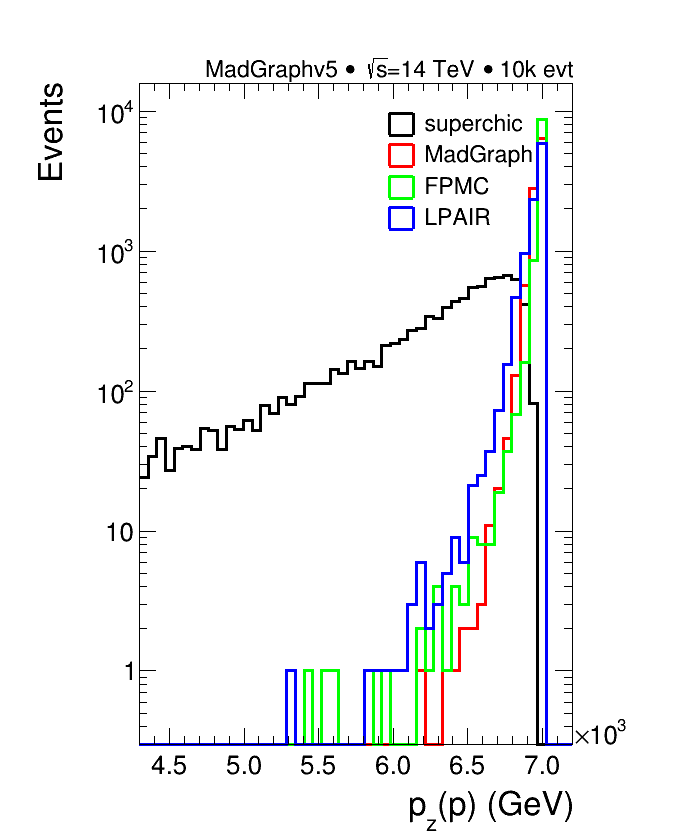 MadGraphv5 • √s=14 TeV • 10k evt
Events
10⁴
10³
10²
10
1
superchic
MadGraph
FPMC
LPAIR
4.5 5.0 5.5 6.0 6.5 7.0
×10³
p_z(p) (GeV)